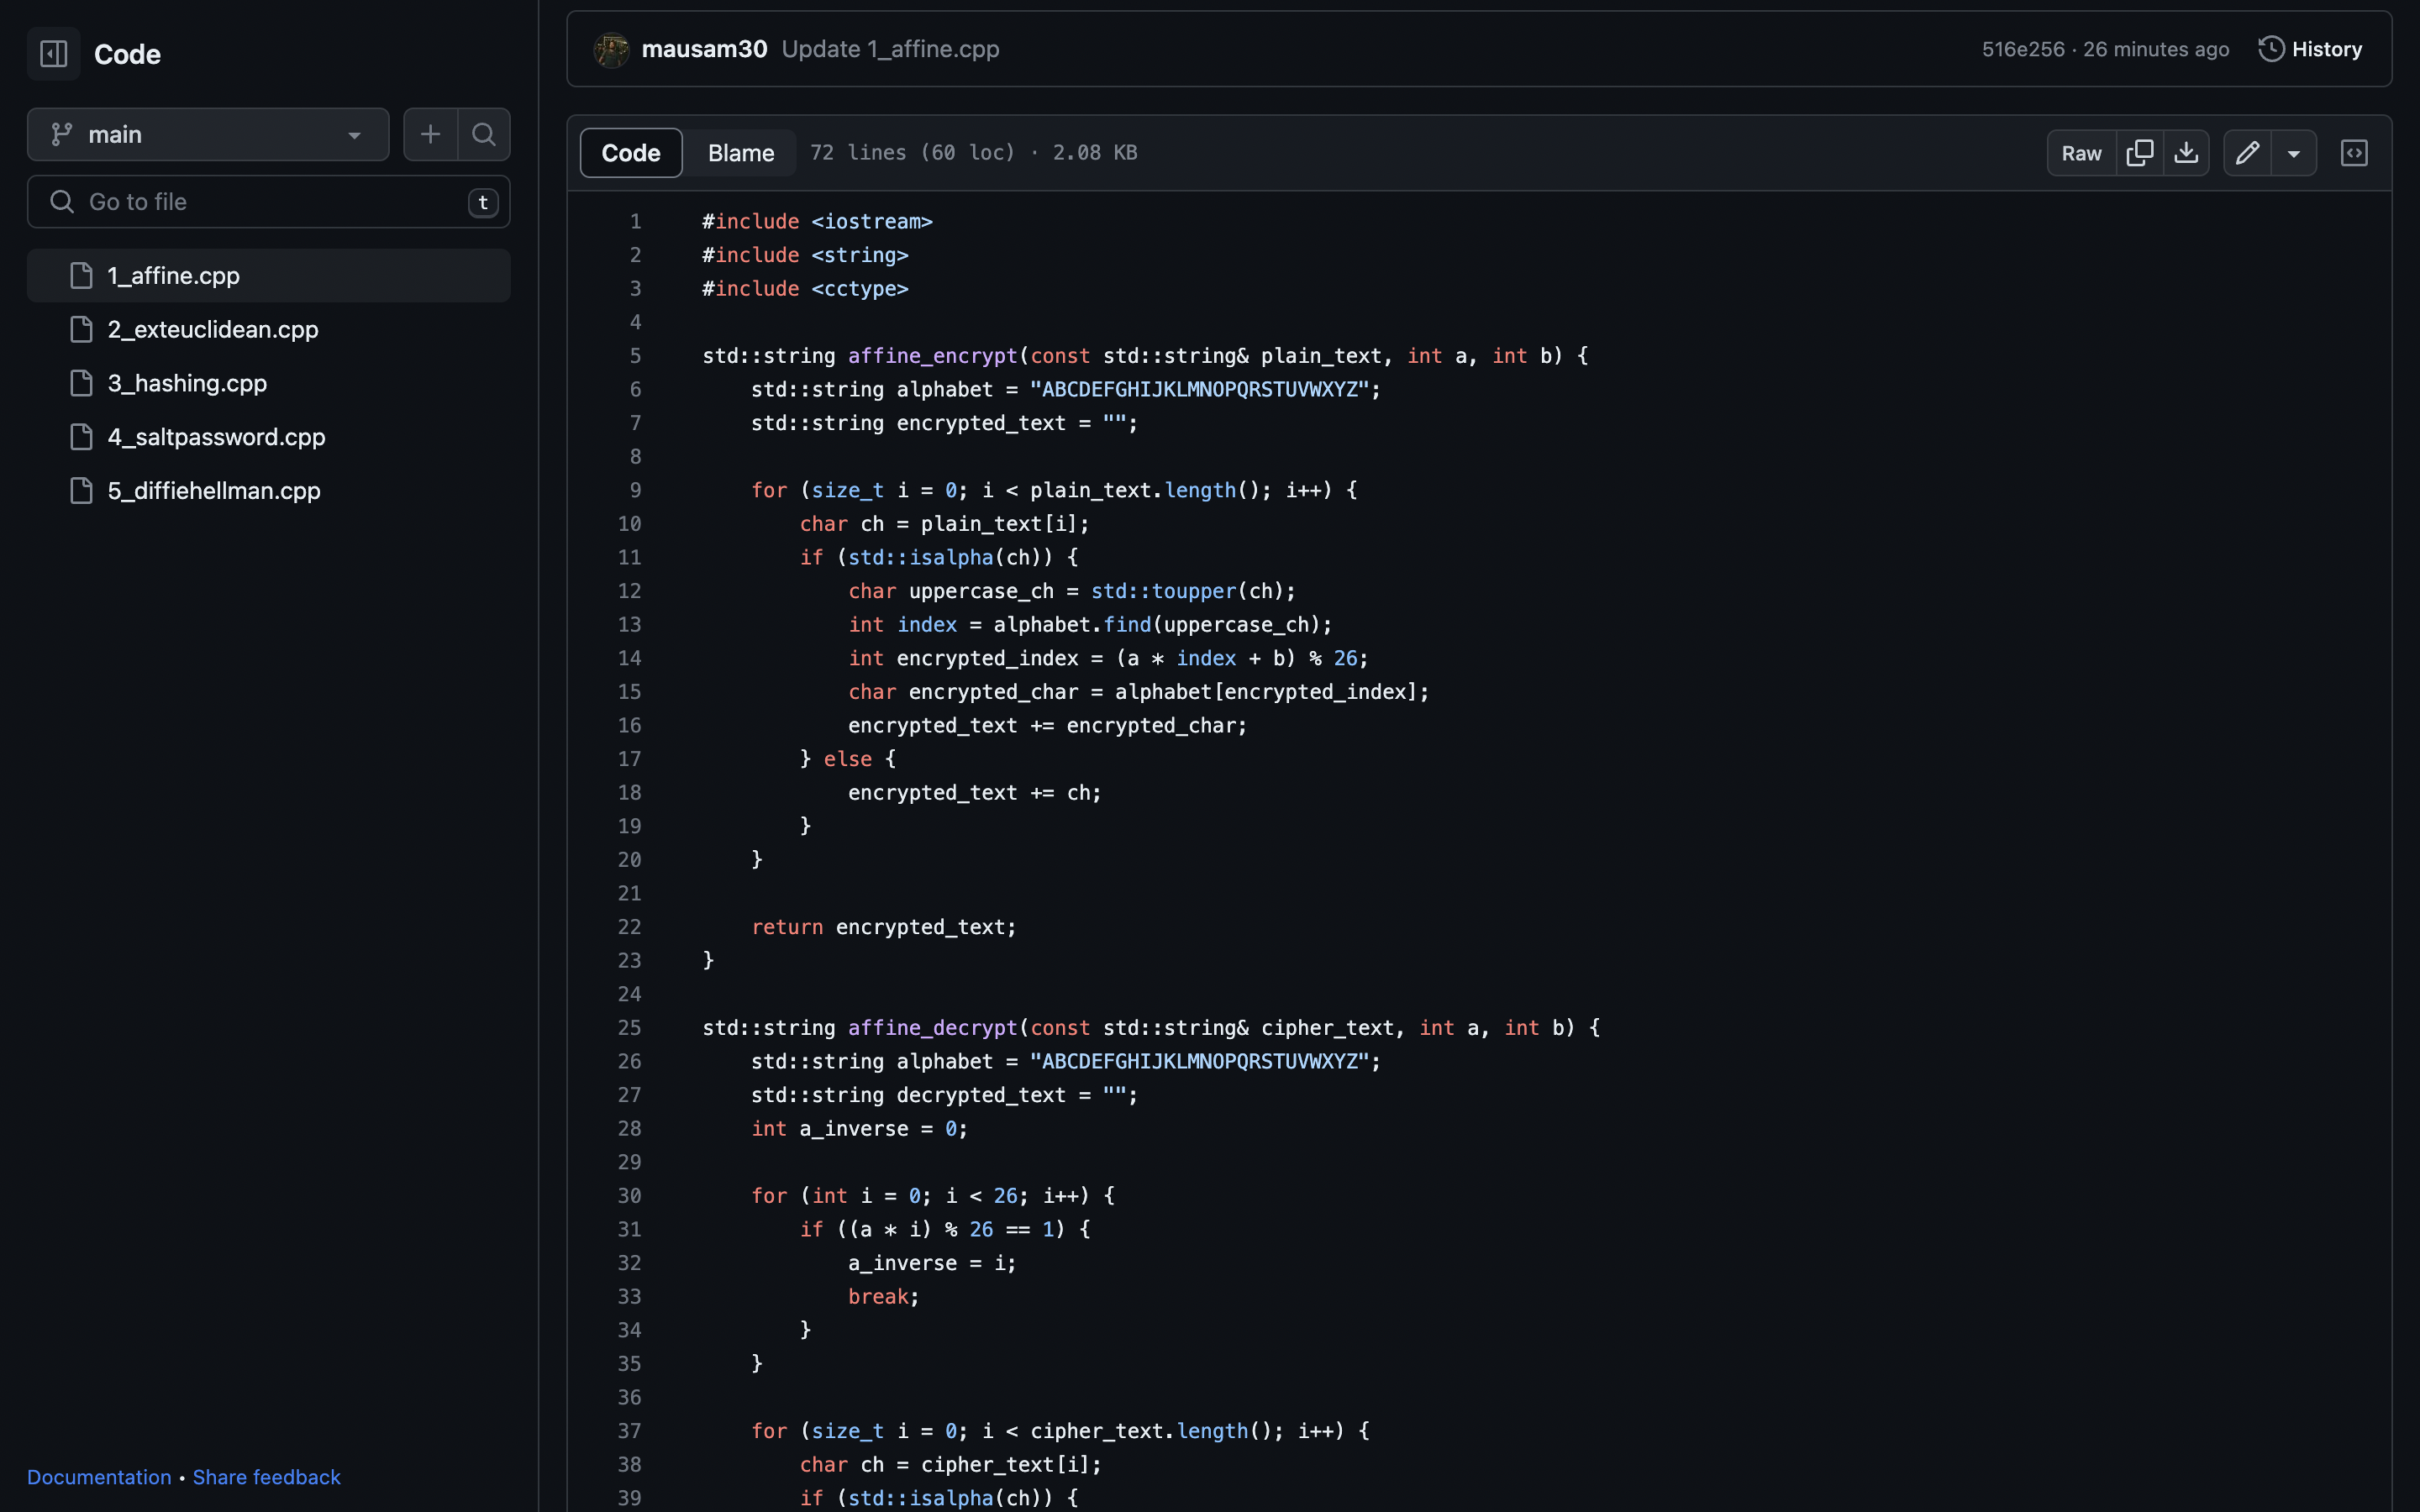 Code
main
Go to file
t
1_affine.cpp
2_exteuclidean.cpp
3_hashing.cpp
4_saltpassword.cpp
5_diffiehellman.cpp
Documentation • Share feedback
mausam30 Update 1_affine.cpp
516e256 · 26 minutes ago
History
Code Blame 72 lines (60 loc) · 2.08 KB
Raw
1 #include <iostream>
2 #include <string>
3 #include <cctype>
4
5 std::string affine_encrypt(const std::string& plain_text, int a, int b) {
6     std::string alphabet = "ABCDEFGHIJKLMNOPQRSTUVWXYZ";
7     std::string encrypted_text = "";
8
9     for (size_t i = 0; i < plain_text.length(); i++) {
10         char ch = plain_text[i];
11         if (std::isalpha(ch)) {
12             char uppercase_ch = std::toupper(ch);
13             int index = alphabet.find(uppercase_ch);
14             int encrypted_index = (a * index + b) % 26;
15             char encrypted_char = alphabet[encrypted_index];
16             encrypted_text += encrypted_char;
17         } else {
18             encrypted_text += ch;
19         }
20     }
21
22     return encrypted_text;
23 }
24
25 std::string affine_decrypt(const std::string& cipher_text, int a, int b) {
26     std::string alphabet = "ABCDEFGHIJKLMNOPQRSTUVWXYZ";
27     std::string decrypted_text = "";
28     int a_inverse = 0;
29
30     for (int i = 0; i < 26; i++) {
31         if ((a * i) % 26 == 1) {
32             a_inverse = i;
33             break;
34         }
35     }
36
37     for (size_t i = 0; i < cipher_text.length(); i++) {
38         char ch = cipher_text[i];
39         if (std::isalpha(ch)) {